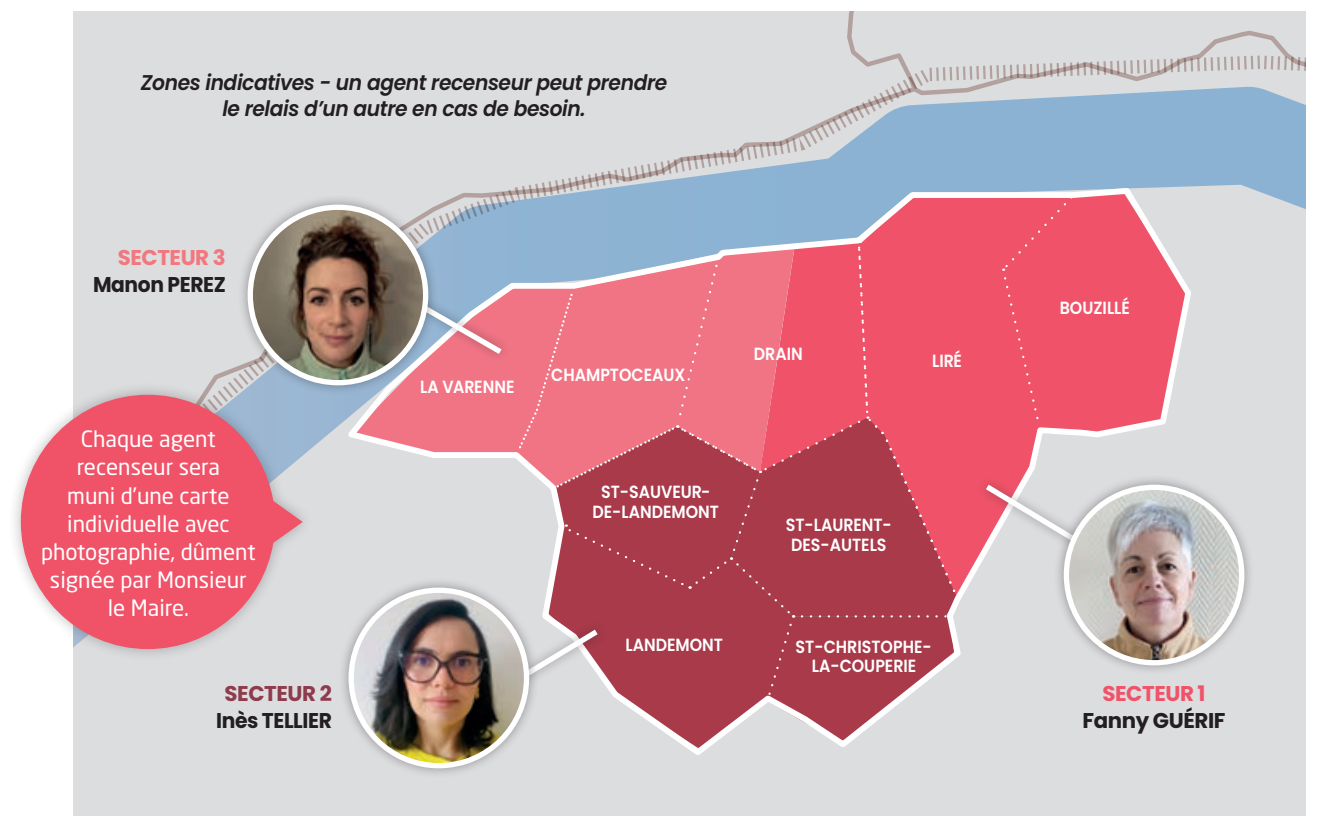 Zones indicatives - un agent recenseur peut prendre
le relais d’un autre en cas de besoin.
SECTEUR 3
Manon PEREZ
LA VARENNE
CHAMPTOCEAUX
DRAIN
LIRÉ
BOUZILLÉ
Chaque agent
recenseur sera
muni d’une carte
individuelle avec
photographie, dûment
signée par Monsieur
le Maire.
ST-SAUVEUR-
DE-LANDEMONT
ST-LAURENT-
DES-AUTELS
LANDEMONT
ST-CHRISTOPHE-
LA-COUPERIE
SECTEUR 2
Inès TELLIER
SECTEUR 1
Fanny GUÉRIF